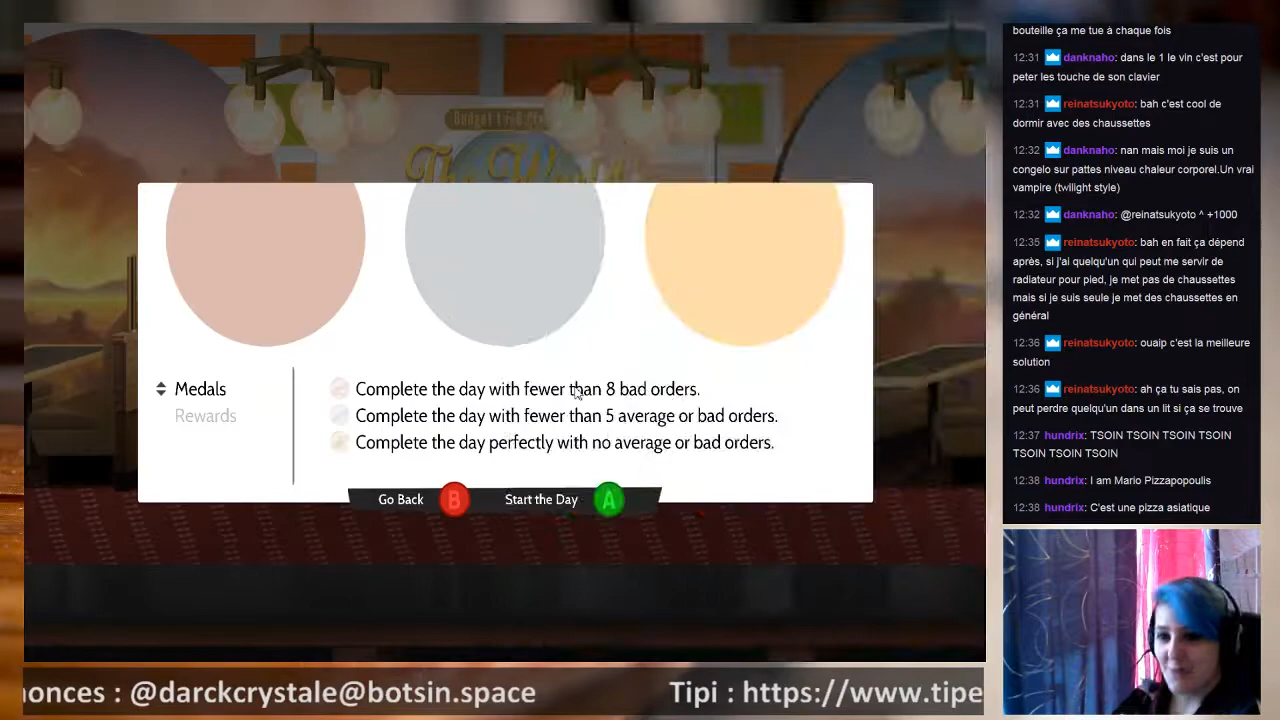 Budget
The World
Medals
Rewards
Complete the day with fewer than 8 bad orders.
Complete the day with fewer than 5 average or bad orders.
Complete the day perfectly with no average or bad orders.
Go Back B Start the Day A
bouteille ça me tue à chaque fois
12:31 danknaho: dans le 1 le vin c'est pour
peter les touche de son clavier
12:31 reinatsukyoto: bah c'est cool de
dormir avec des chaussettes
12:32 danknaho: nan mais moi je suis un
congelo sur pattes niveau chaleur corporel.Un vrai
vampire (twilight style)
12:32 danknaho: @reinatsukyoto ^ +1000
12:35 reinatsukyoto: bah en fait ça dépend
après, si j'ai quelqu'un qui peut me servir de
radiateur pour pied, je met pas de chaussettes
mais si je suis seule je met des chaussettes en
général
12:36 reinatsukyoto: ouaip c'est la meilleure
solution
12:36 reinatsukyoto: ah ça tu sais pas, on
peut perdre quelqu'un dans un lit si ça se trouve
12:37 hundrix: TSOIN TSOIN TSOIN TSOIN
TSOIN TSOIN TSOIN
12:38 hundrix: I am Mario Pizzapopoulis
12:38 hundrix: C'est une pizza asiatique
nonces : @darckcrystale@botsin.space Tipi : https://www.tipe